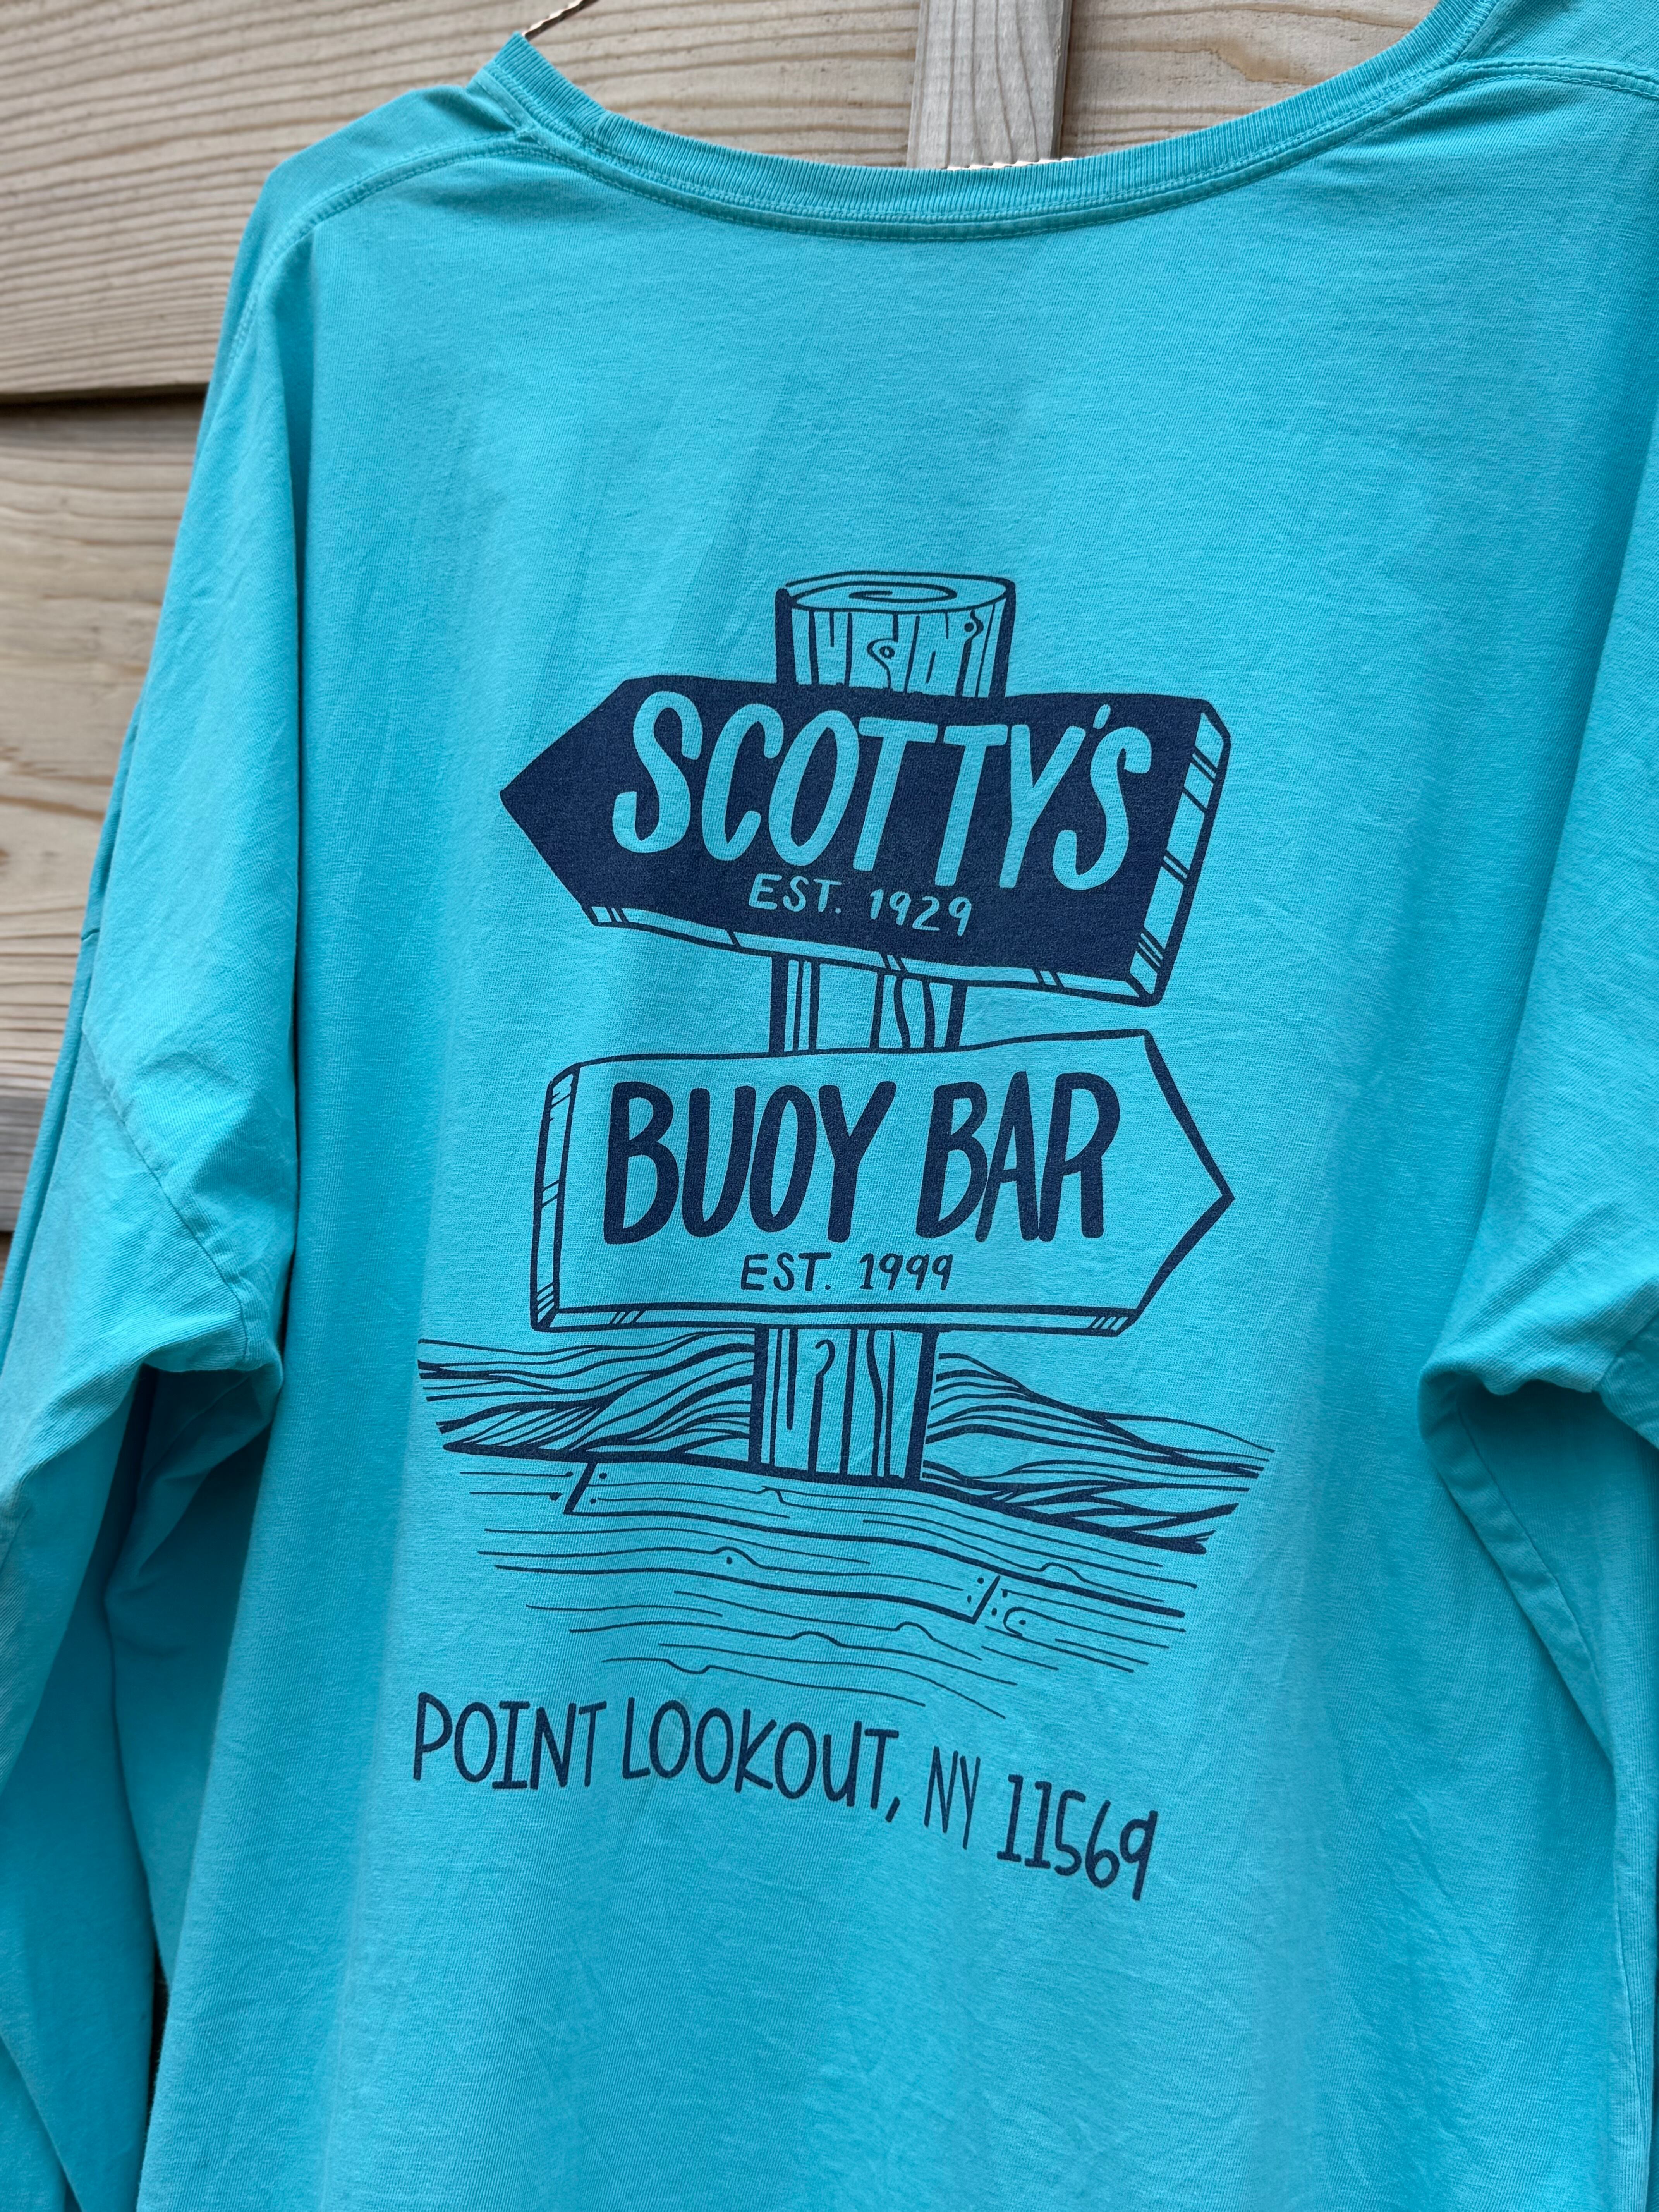 SCOTTY'S
EST. 1929
BUOY BAR
EST. 1999
POINT LOOKOUT, NY 11569